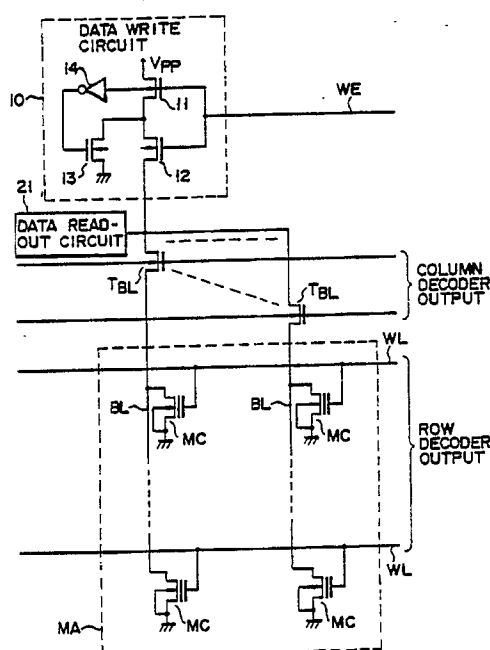 DATA WRITE
CIRCUIT
14
VPP
10
11
WE
13
12
21
DATA READ-
OUT CIRCUIT
TBL
TBL
COLUMN
DECODER
OUTPUT
WL
BL
MC
BL
MC
ROW
DECODER
OUTPUT
WL
MA
MC
MC